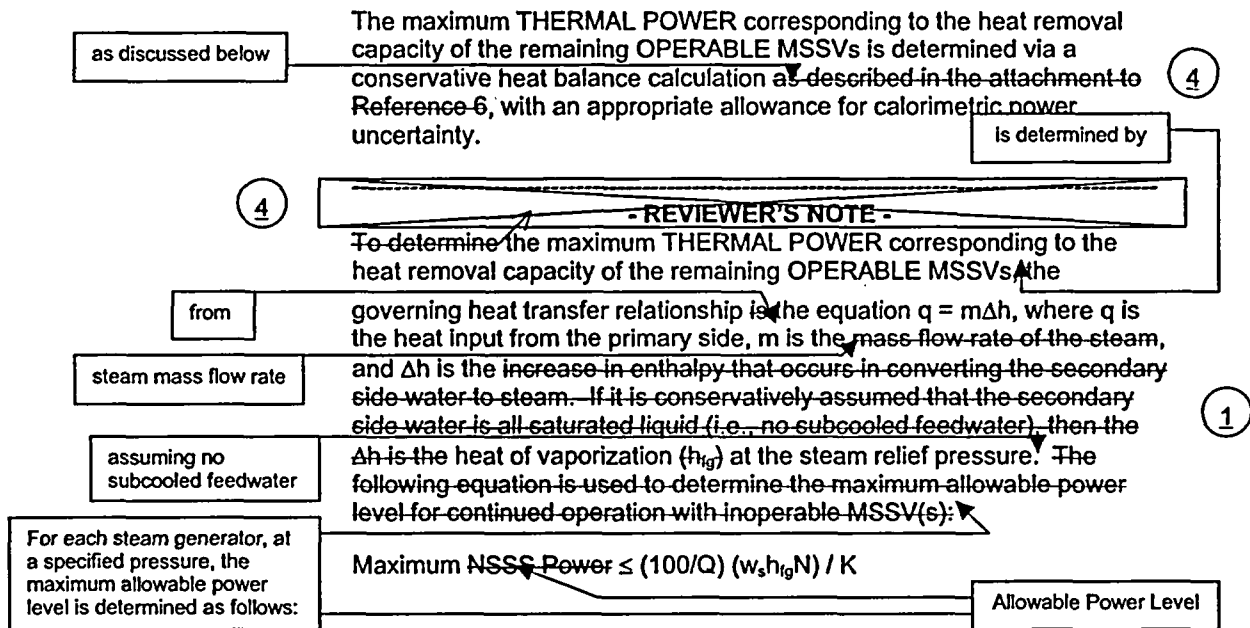 The maximum THERMAL POWER corresponding to the heat removal
as discussed below
capacity of the remaining OPERABLE MSSVs is determined via a
conservative heat balance calculation as described in the attachment to
4
Reference 6, with an appropriate allowance for calorimetric power
uncertainty.
is determined by
4
- REVIEWER'S NOTE -
To determine the maximum THERMAL POWER corresponding to the
heat removal capacity of the remaining OPERABLE MSSVs, the
from
governing heat transfer relationship is the equation q = mΔh, where q is
the heat input from the primary side, m is the mass flow rate of the steam,
steam mass flow rate
and Δh is the increase in enthalpy that occurs in converting the secondary
side water to steam. If it is conservatively assumed that the secondary
1
side water is all saturated liquid (i.e., no subcooled feedwater), then the
assuming no
subcooled feedwater
Δh is the heat of vaporization (hfg) at the steam relief pressure. The
following equation is used to determine the maximum allowable power
level for continued operation with inoperable MSSV(s):
For each steam generator, at
a specified pressure, the
maximum allowable power
level is determined as follows:
Maximum NSSS Power ≤ (100/Q) (wshfgN) / K
Allowable Power Level